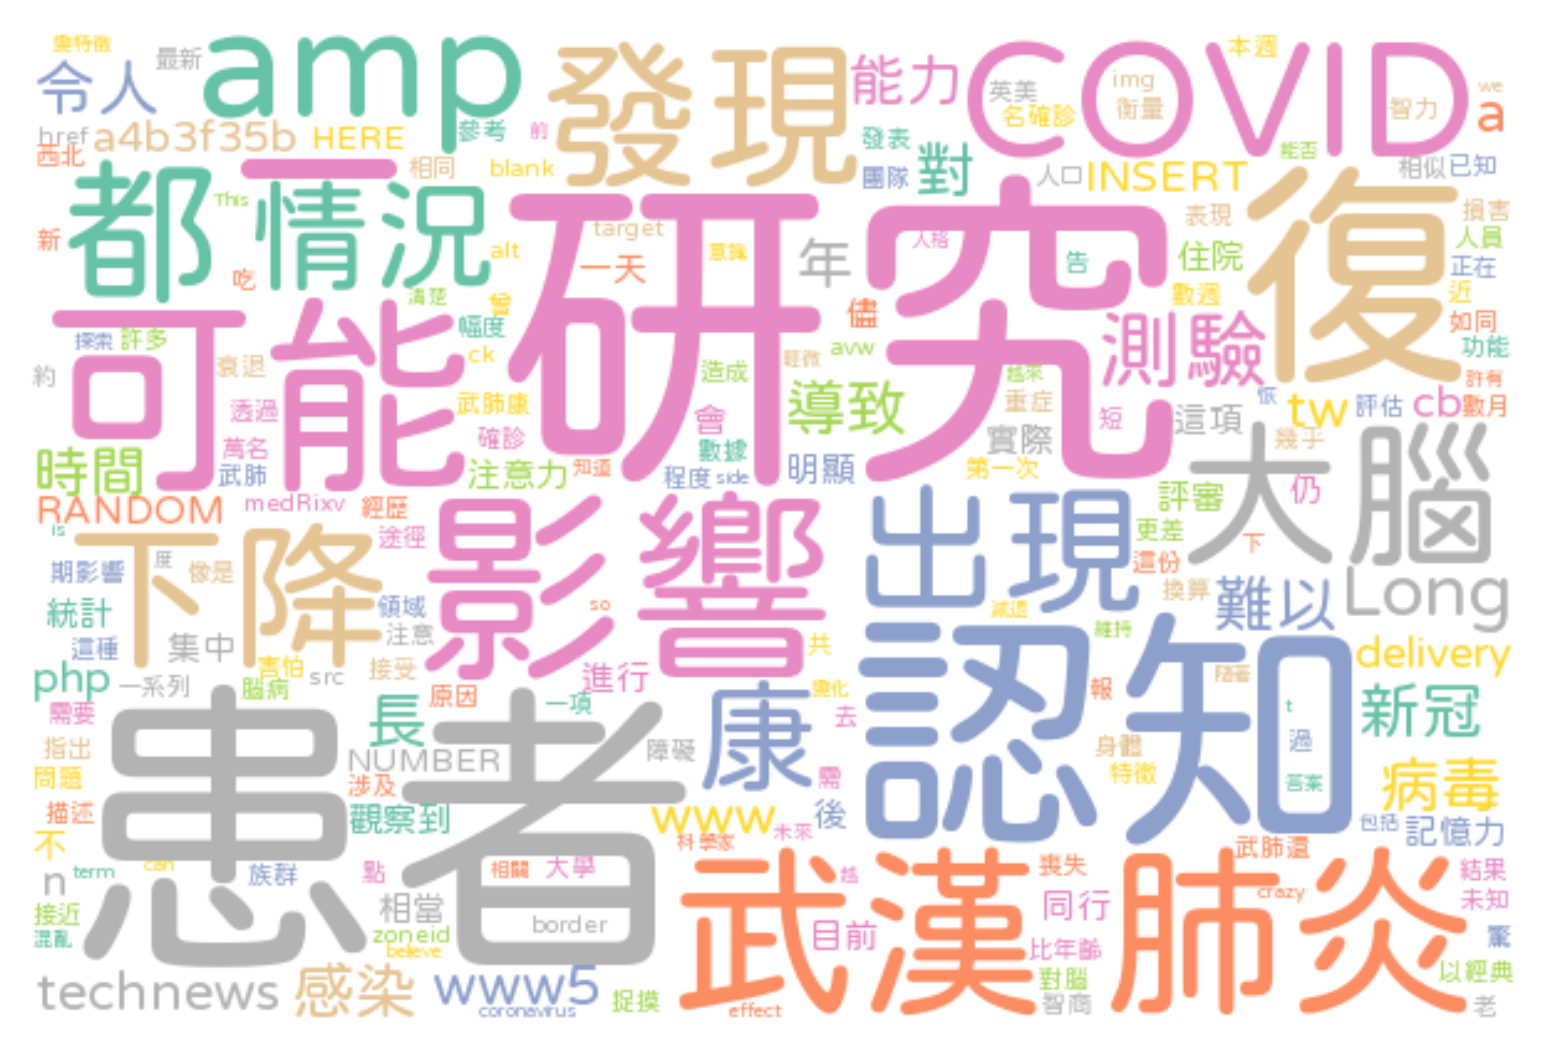 雙特徵
最新
令人
amp
發現
能力
COVID
英美
img
衡量
名確診
本週
智力
we
a
href
a4b3f35b
HERE
參考
前
發表
能否
西北
一
相同
blank
團隊
對
人口
INSERT
相似
已知
都
This
情況
研究
target
意識
年
人格
告
表現
住院
復
損害
人員
新
吃
alt
一天
正在
清楚
曾
儘
數週
近
可能
探索
許多
幅度
avw
輕微
越來
測驗
如同
功能
約
衰退
ck
造成
導致
重症
短
這項
恢
tw
評估
cb
許有
數月
透過
武肺康
會
萬名
確診
數據
實際
幾乎
大腦
時間
武肺
注意力
知道
程度
side
明顯
第一次
評審
仍
RANDOM
medRixv
經歷
影響
出現
更差
is
下降
途徑
下
這份
期影響
度
像是
換算
難以
Long
統計
領域
so
減退
注意
維持
這種
集中
共
認知
delivery
php
害怕
src
接受
進行
隨著
一系列
腦病
原因
一項
康
變化
報
新冠
需要
長
去
t
患者
指出
NUMBER
障礙
身體
過
問題
涉及
需
特徵
答案
病毒
描述
觀察到
www
後
包括
記憶力
不
科學家
未來
武肺還
n
term
can
族群
點
相關
大學
武漢肺炎
越
喪失
crazy
結果
未知
接近
相當
border
同行
混亂
zoneid
目前
比年齡
believe
以經典
technews
感染
www5
coronavirus
捉摸
對腦
智商
effect
老